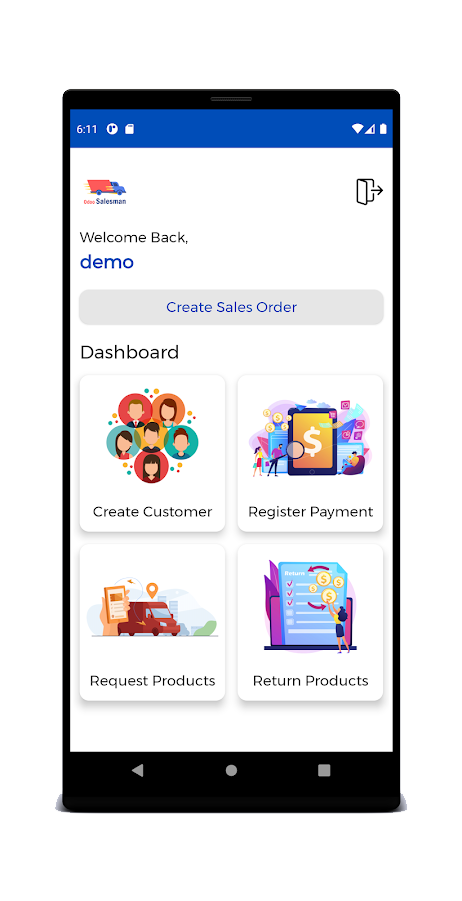 6:11
Odoo Salesman
Welcome Back,
demo
Create Sales Order
Dashboard
Create Customer
Register Payment
Return
Request Products
Return Products